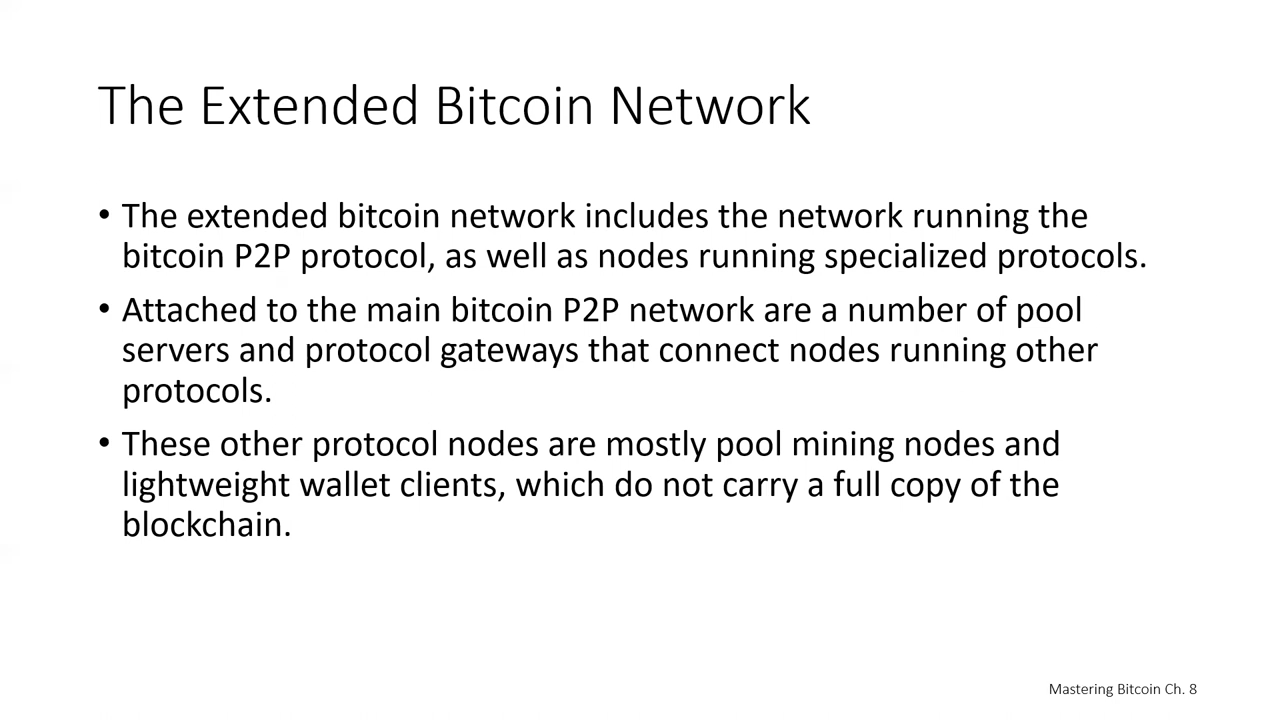 The Extended Bitcoin Network
• The extended bitcoin network includes the network running the
bitcoin P2P protocol, as well as nodes running specialized protocols.
• Attached to the main bitcoin P2P network are a number of pool
servers and protocol gateways that connect nodes running other
protocols.
• These other protocol nodes are mostly pool mining nodes and
lightweight wallet clients, which do not carry a full copy of the
blockchain.
Mastering Bitcoin Ch. 8